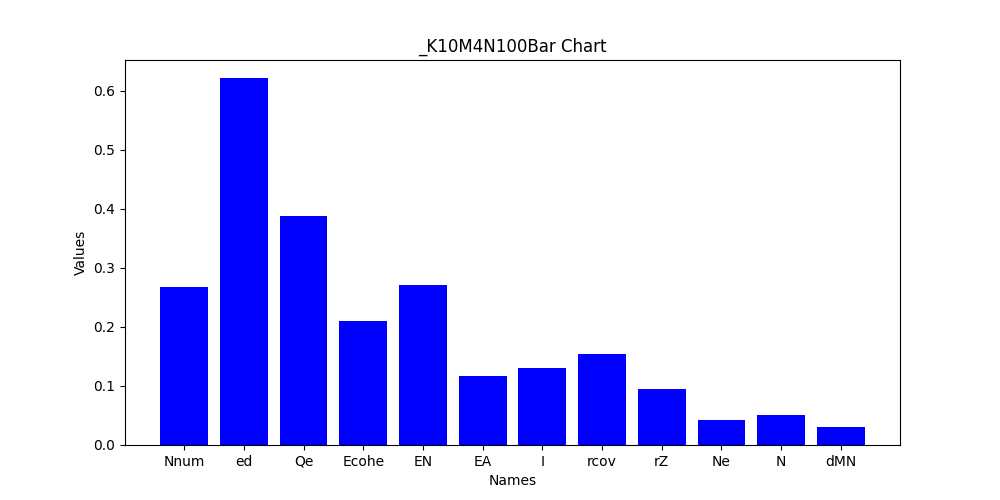 _K10M4N100Bar Chart
Values
0.6
0.5
0.4
0.3
0.2
0.1
0.0
Nnum ed Qe Ecohe EN EA I rcov rZ Ne N dMN
Names